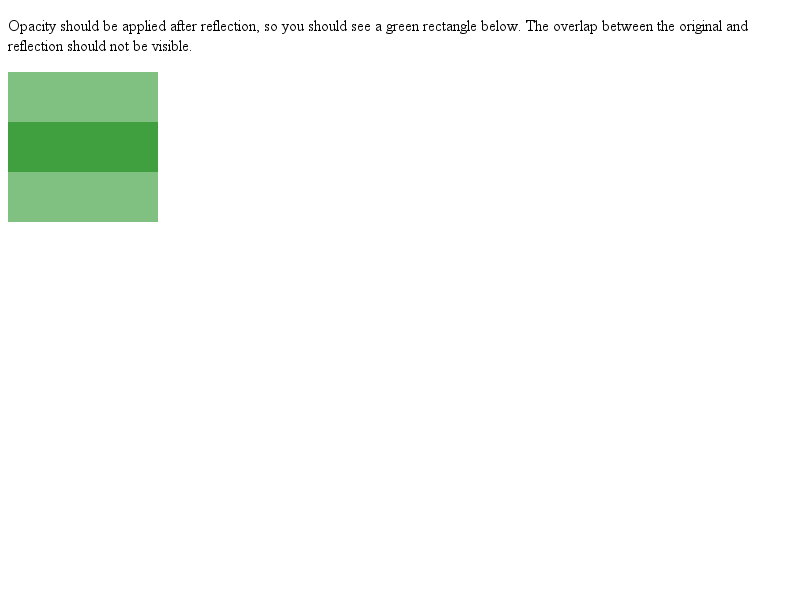 Opacity should be applied after reflection, so you should see a green rectangle below. The overlap between the original and
reflection should not be visible.